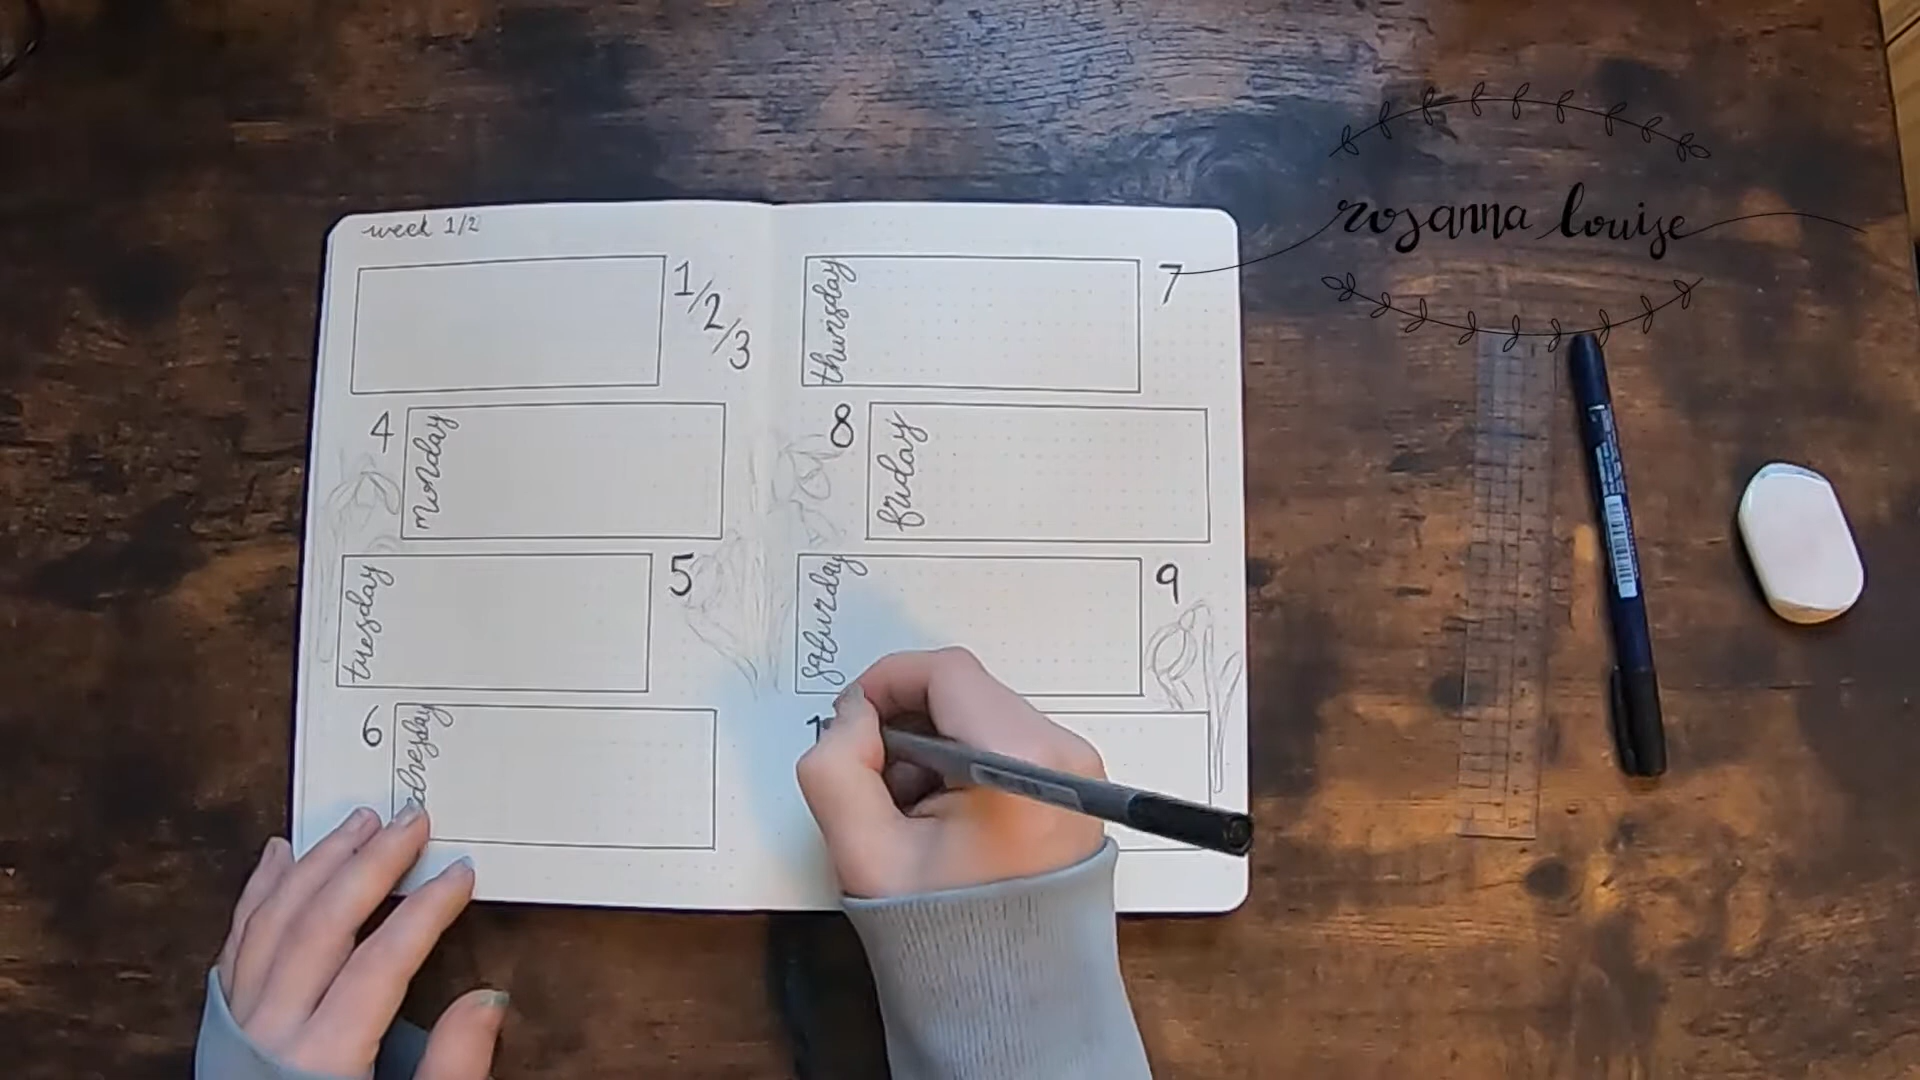 week 1/2
1/2/3
4
monday
tuesday
5
6
thursday
7
8
friday
saturday
9
rosanna louise